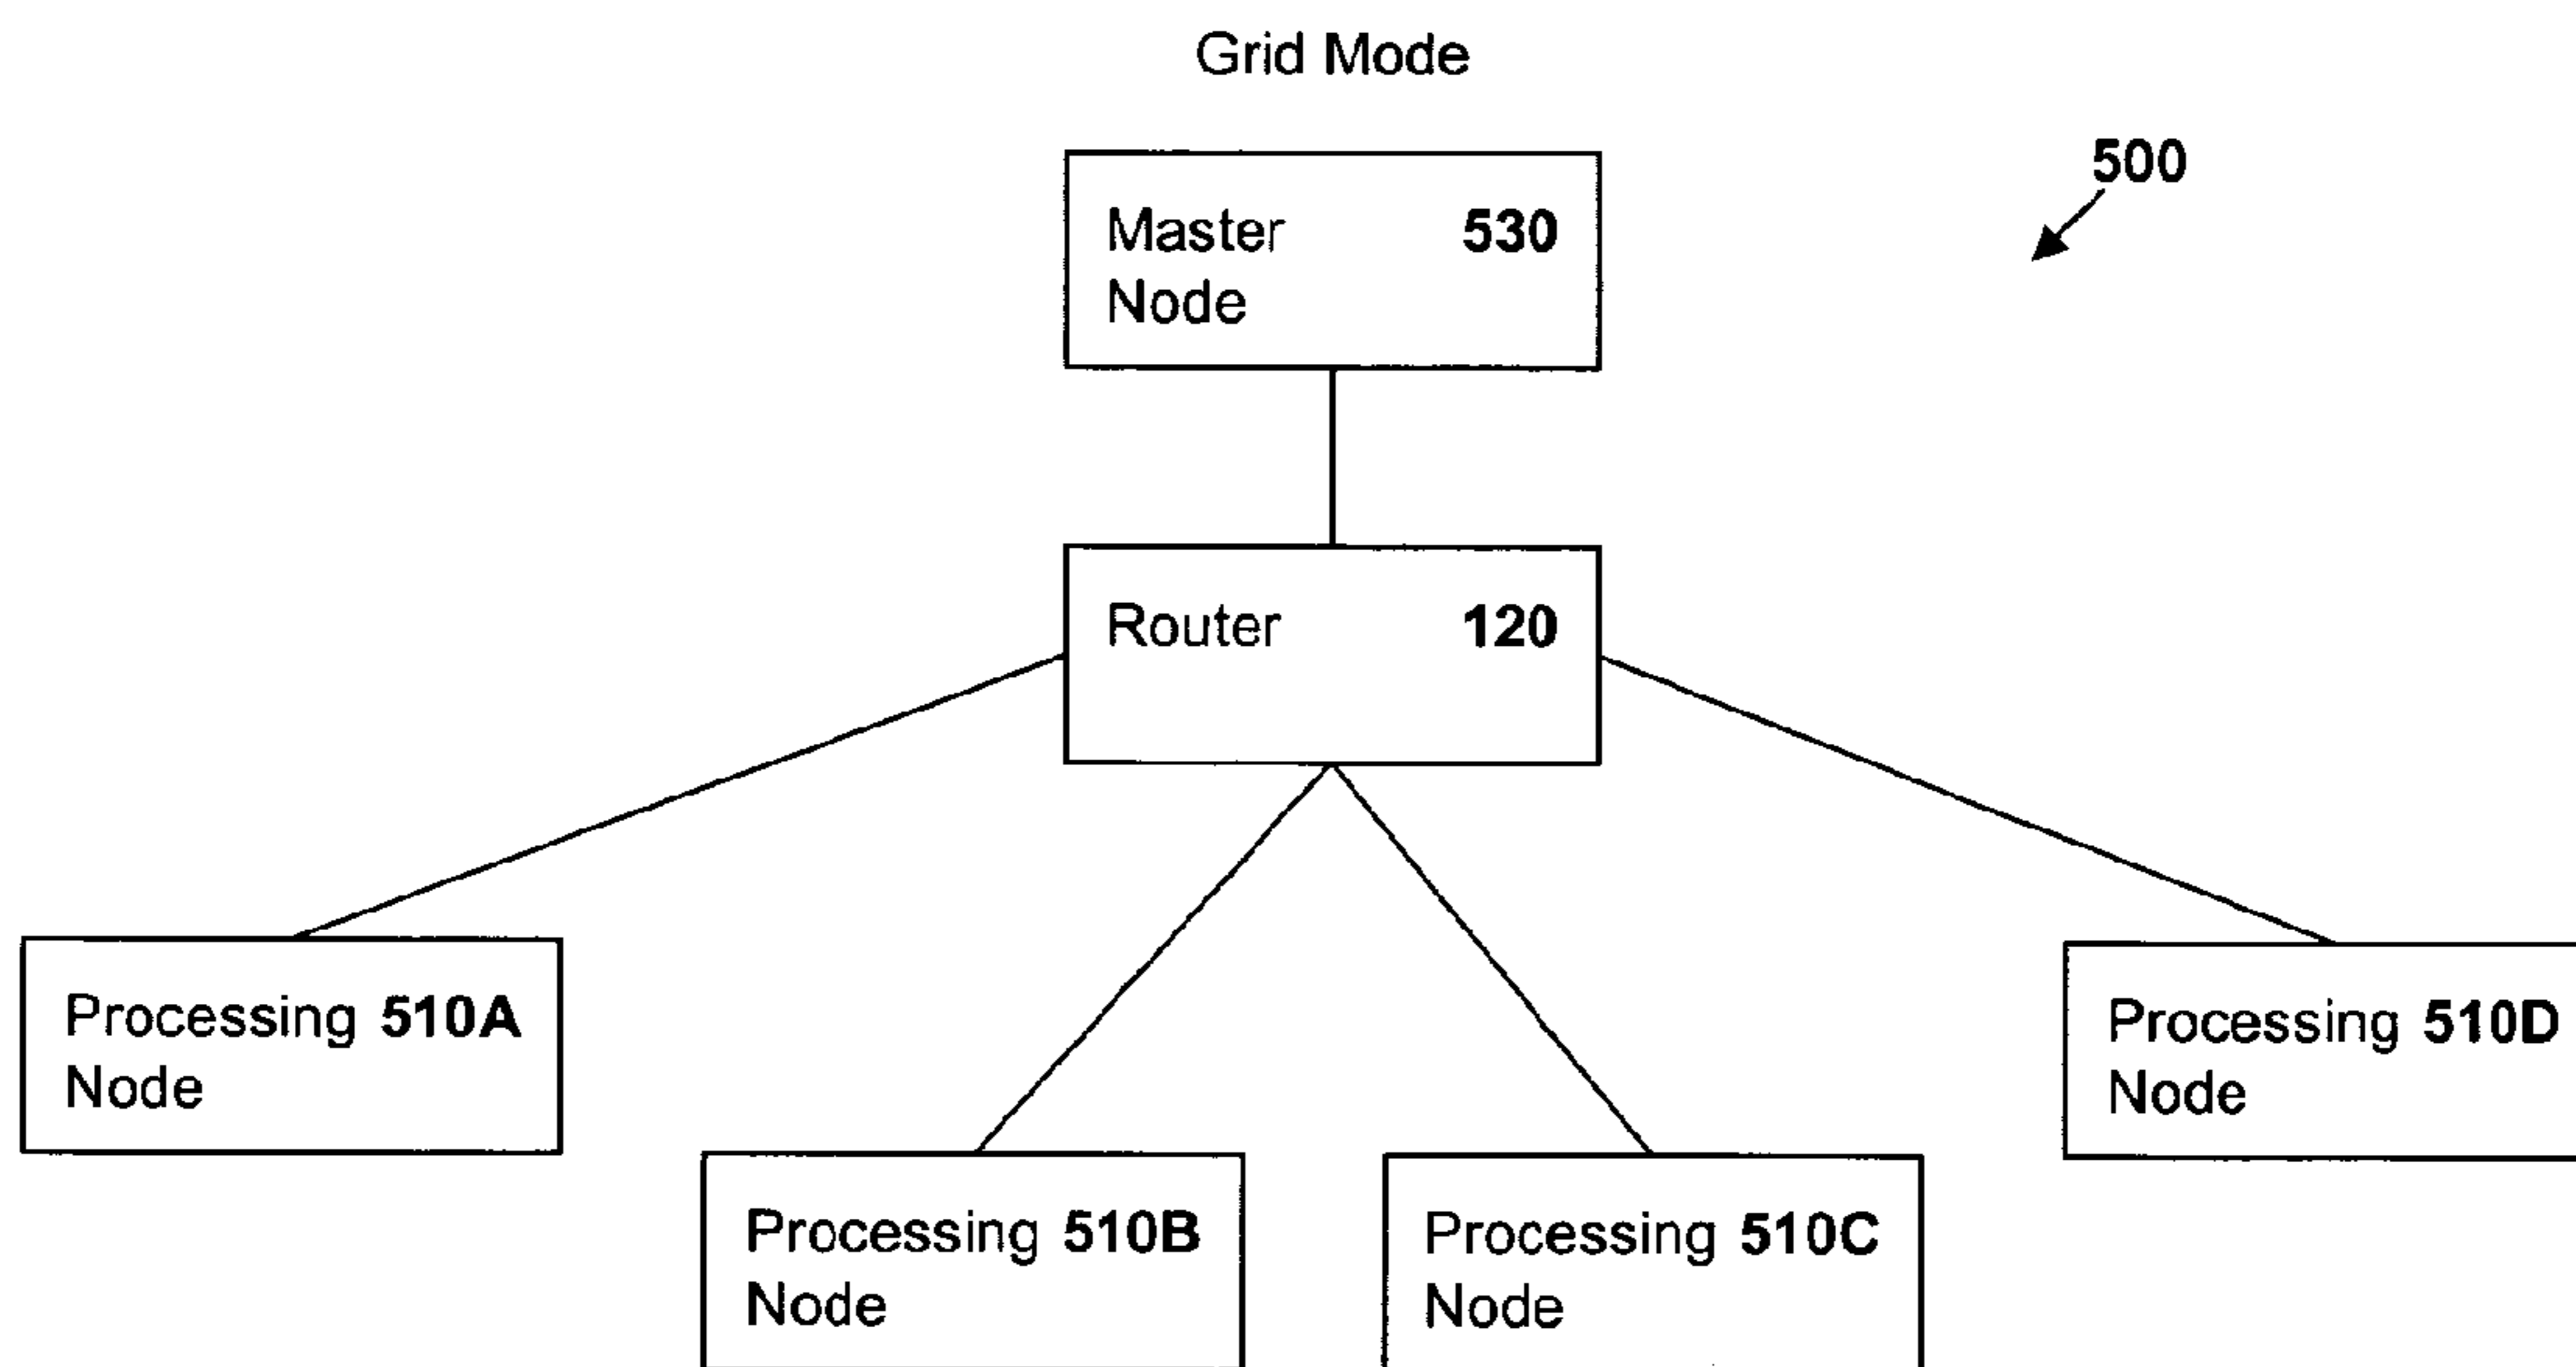 Grid Mode
500
Master 530
Node
Router 120
Processing 510A
Node
Processing 510D
Node
Processing 510B
Node
Processing 510C
Node